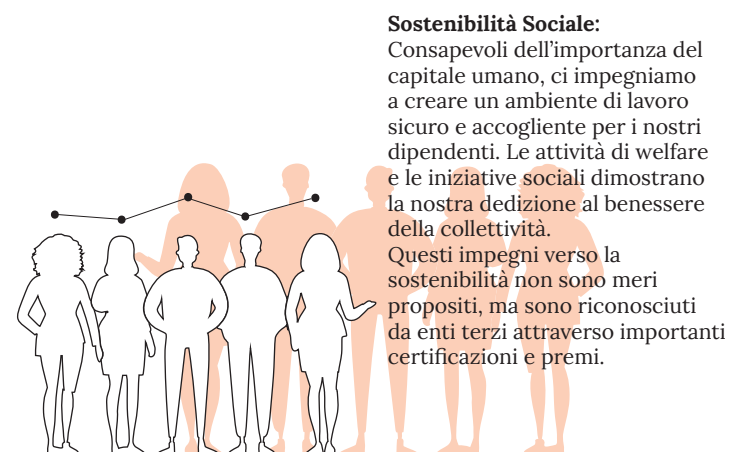 Sostenibilità Sociale:
Consapevoli dell’importanza del
capitale umano, ci impegniamo
a creare un ambiente di lavoro
sicuro e accogliente per i nostri
dipendenti. Le attività di welfare
e le iniziative sociali dimostrano
la nostra dedizione al benessere
della collettività.
Questi impegni verso la
sostenibilità non sono meri
propositi, ma sono riconosciuti
da enti terzi attraverso importanti
certificazioni e premi.